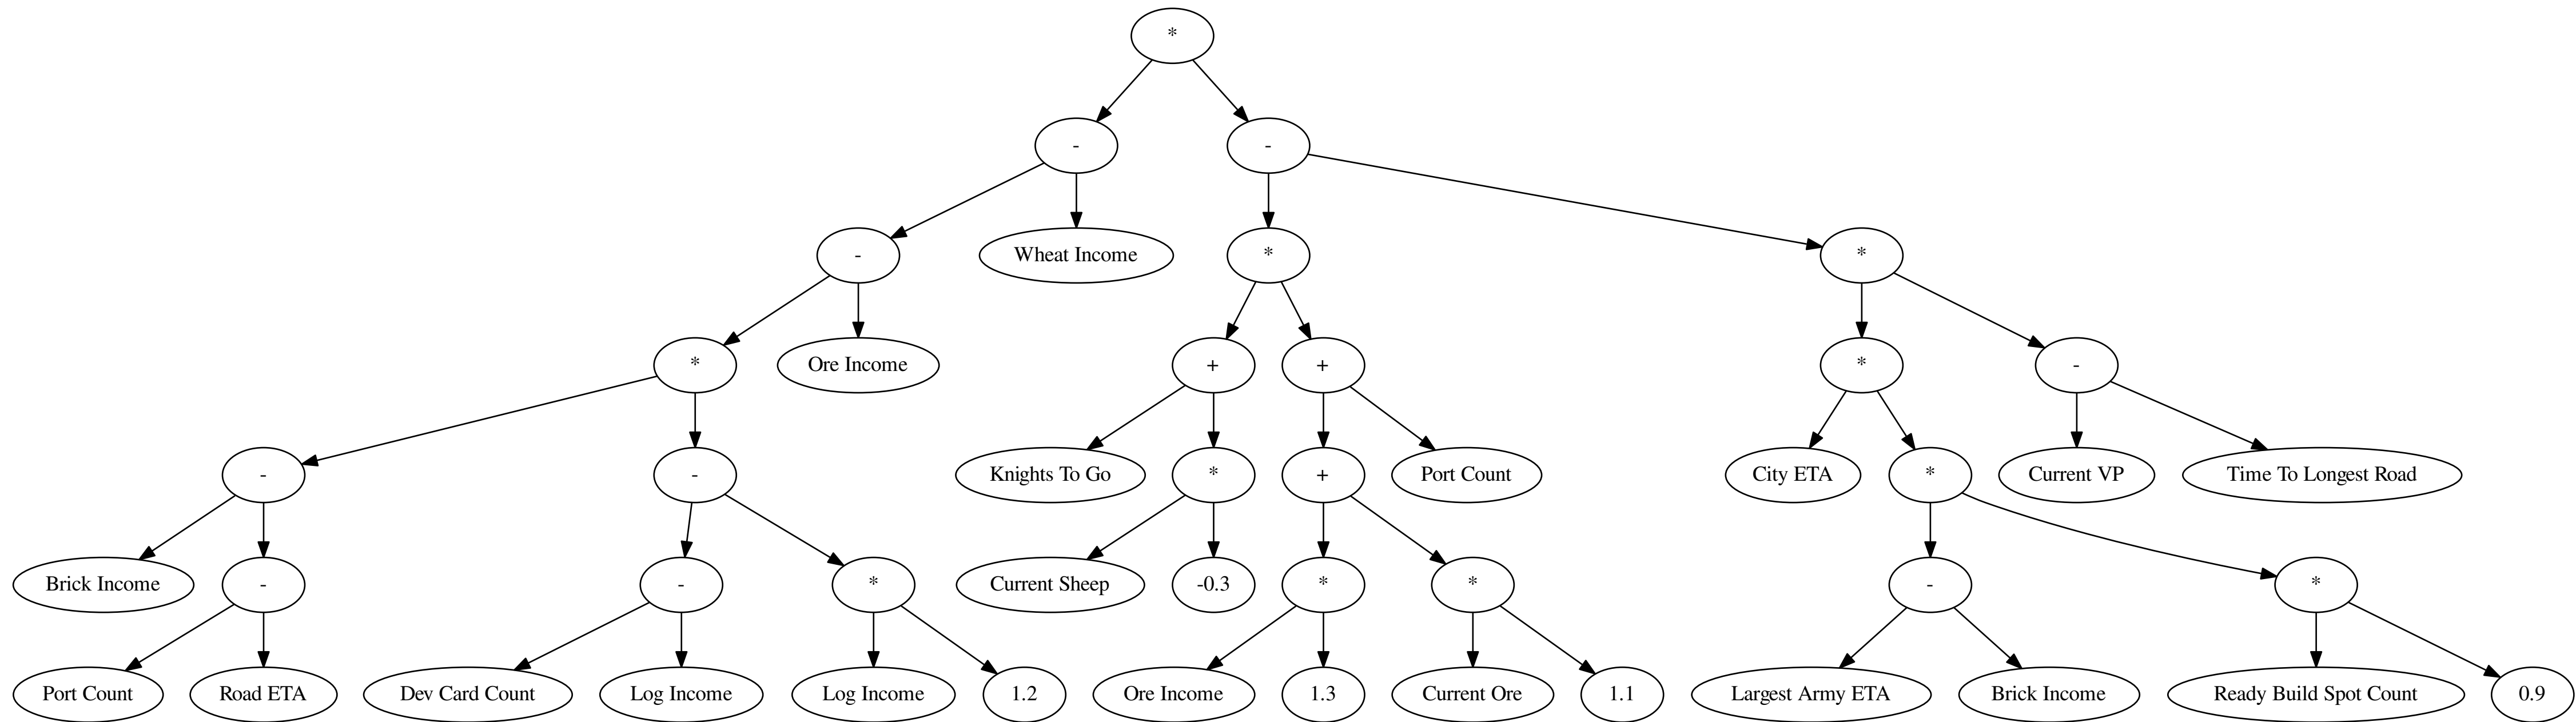 *
-
-
-
Wheat Income
*
*
*
Ore Income
+
+
*
-
-
-
Knights To Go
*
+
Port Count
City ETA
*
Current VP
Time To Longest Road
Brick Income
-
-
*
Current Sheep
-0.3
*
*
-
*
Port Count
Road ETA
Dev Card Count
Log Income
Log Income
1.2
Ore Income
1.3
Current Ore
1.1
Largest Army ETA
Brick Income
Ready Build Spot Count
0.9